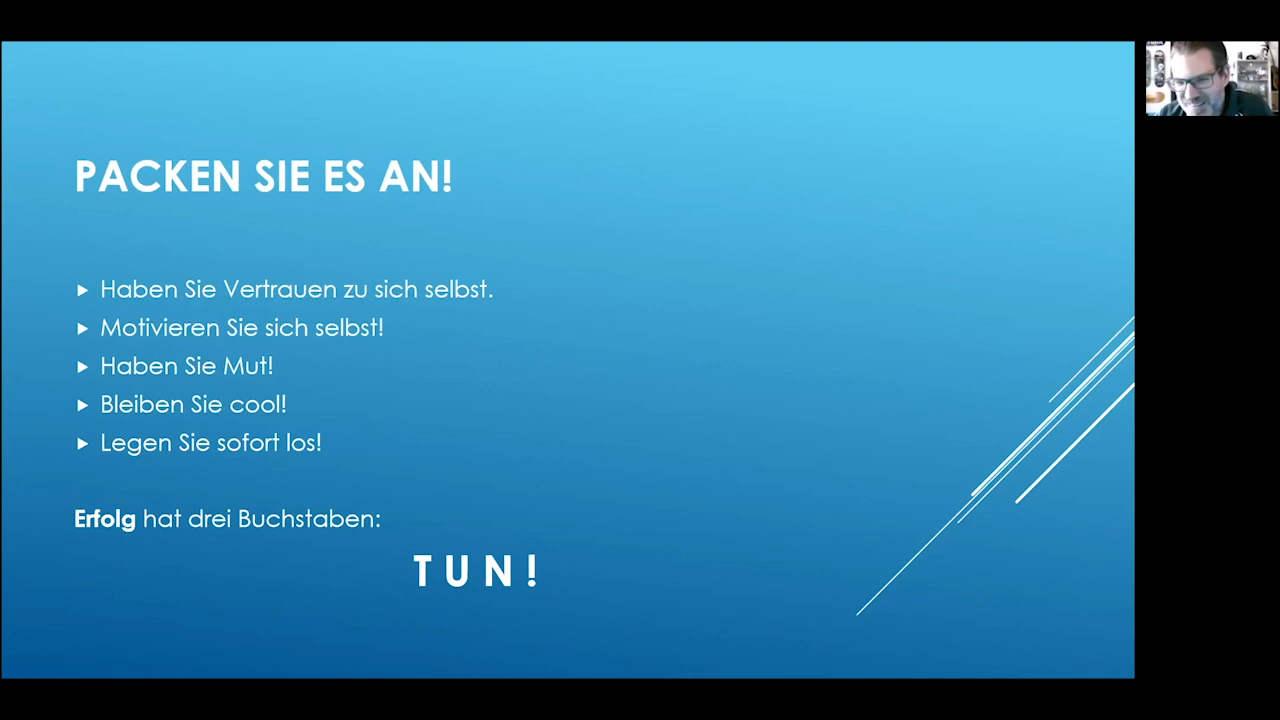 PACKEN SIE ES AN!
Haben Sie Vertrauen zu sich selbst.
Motivieren Sie sich selbst!
Haben Sie Mut!
Bleiben Sie cool!
Legen Sie sofort los!
Erfolg hat drei Buchstaben:
T U N !